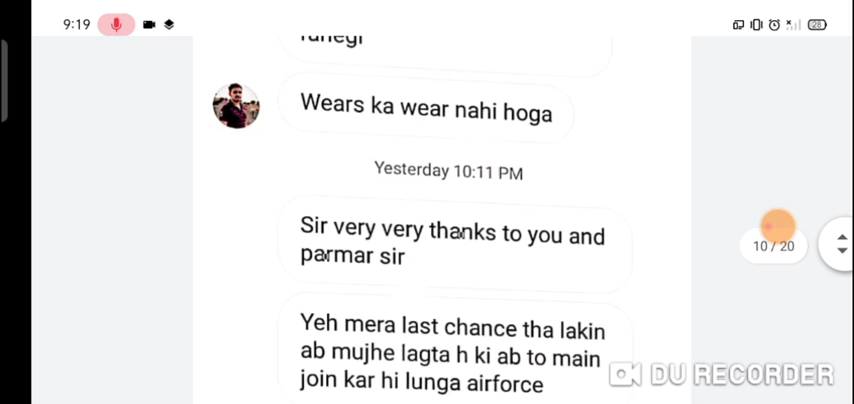 9:19
28
rahegi
Wears ka wear nahi hoga
Yesterday 10:11 PM
Sir very very thanks to you and
parmar sir
10 / 20
Yeh mera last chance tha lakin
ab mujhe lagta h ki ab to main
join kar hi lunga airforce
DU RECORDER